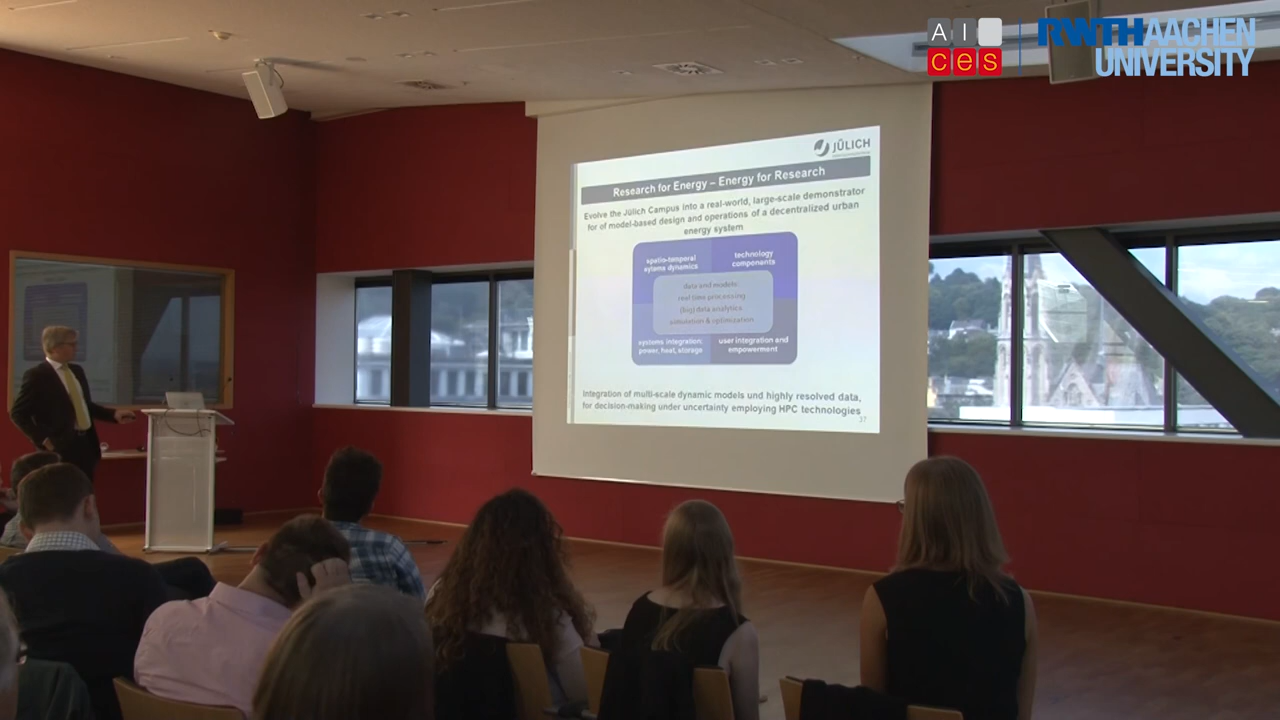 AI
ces
RWTH AACHEN
UNIVERSITY
JÜLICH
Research for Energy – Energy for Research
Evolve the Jülich Campus into a real-world, large-scale demonstrator
for of model-based design and operations of a decentralized urban
energy system
spatio-temporal
sytems dynamics
technology
components
data and models:
real time processing
(big) data analytics
simulation & optimization
systems integration:
power, heat, storage
user integration and
empowerment
Integration of multi-scale dynamic models und highly resolved data,
for decision-making under uncertainty employing HPC technologies
37